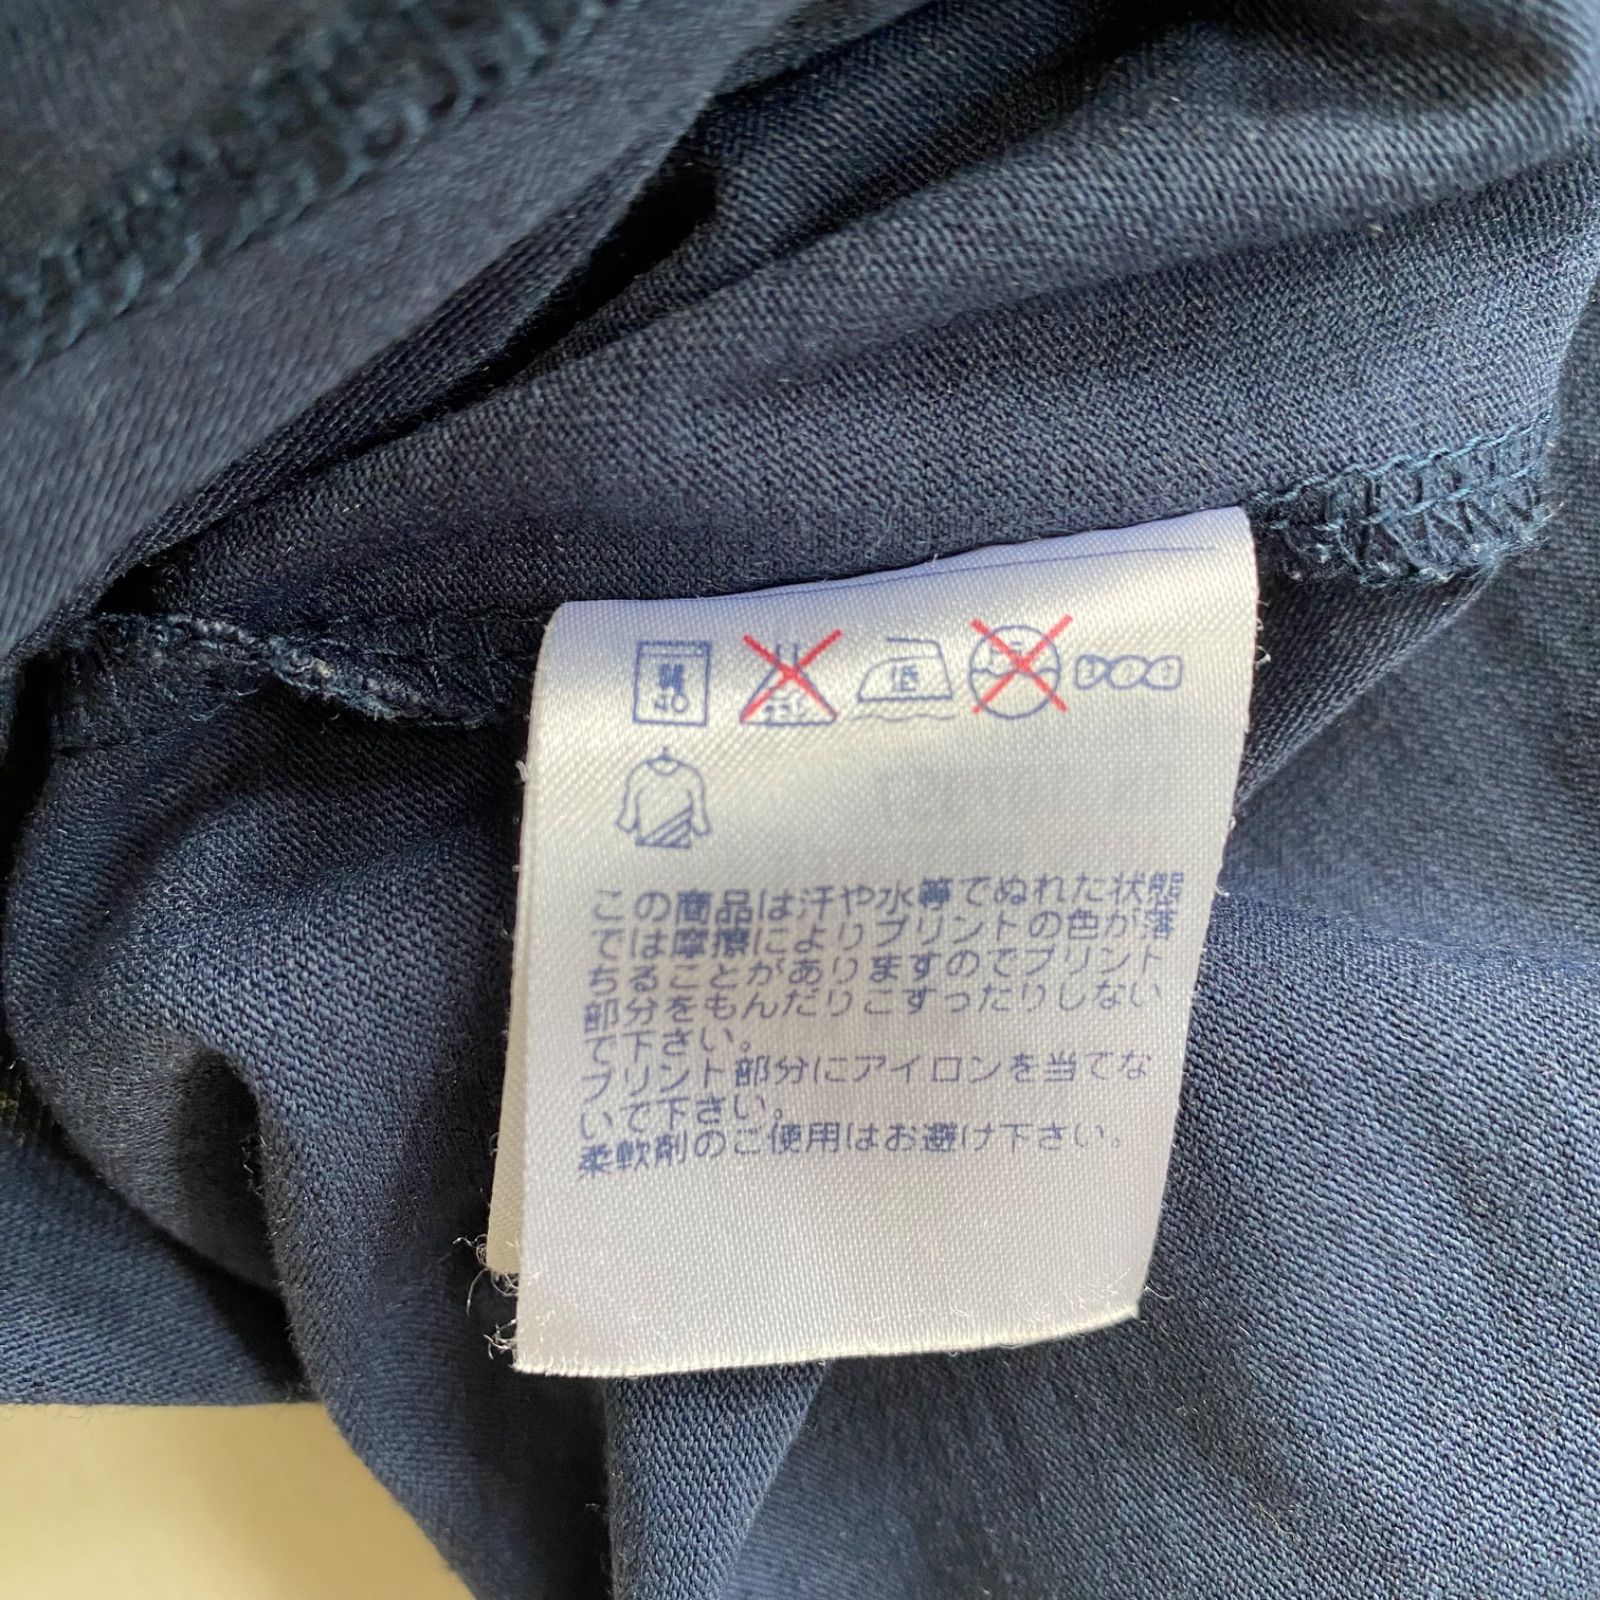 弱
40
低
この商品は汗や水等でぬれた状態
では摩擦によりプリントの色が落
ちることがありますのでプリント
部分をもんだりこすったりしない
で下さい。
プリント部分にアイロンを当てな
いで下さい。
柔軟剤のご使用はお避け下さい。